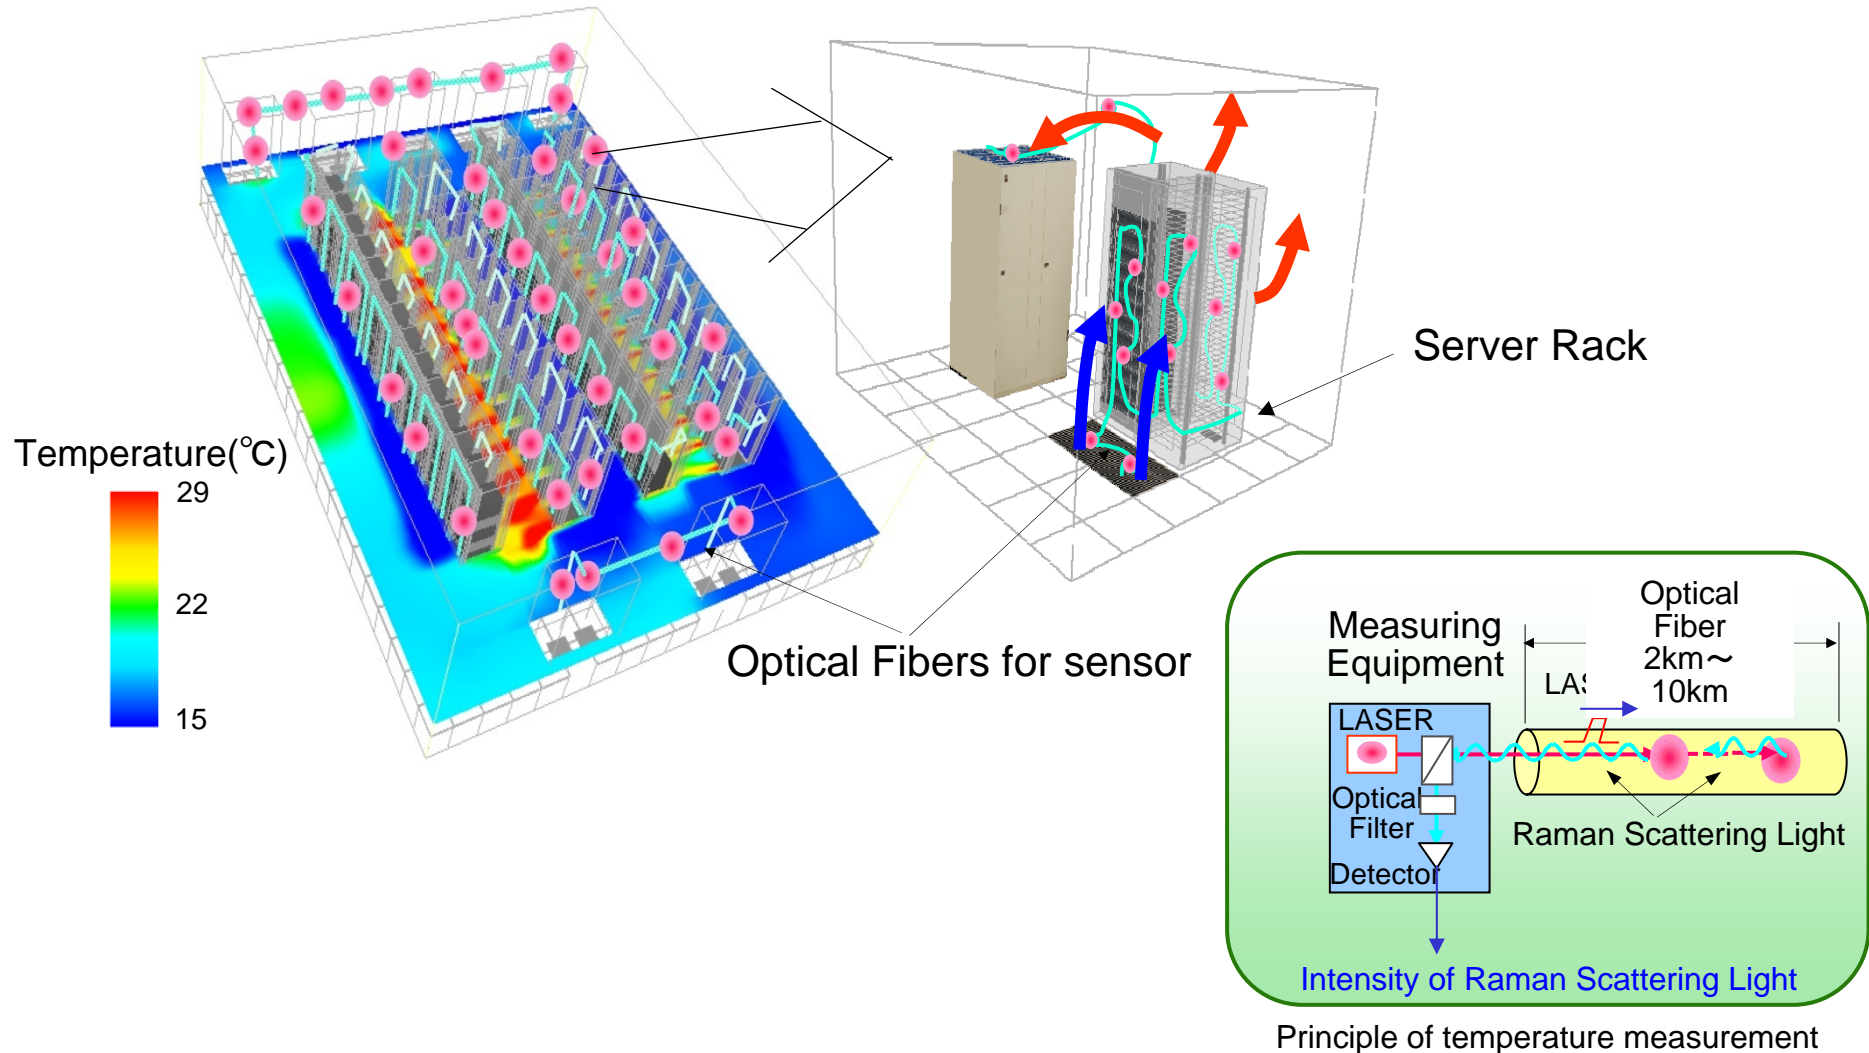 Temperature(℃)
29
22
15
Server Rack
Optical Fibers for sensor
Measuring
Equipment
Optical
Fiber
2km～
10km
LASER
Optical
Filter
Detector
Raman Scattering Light
Intensity of Raman Scattering Light
Principle of temperature measurement